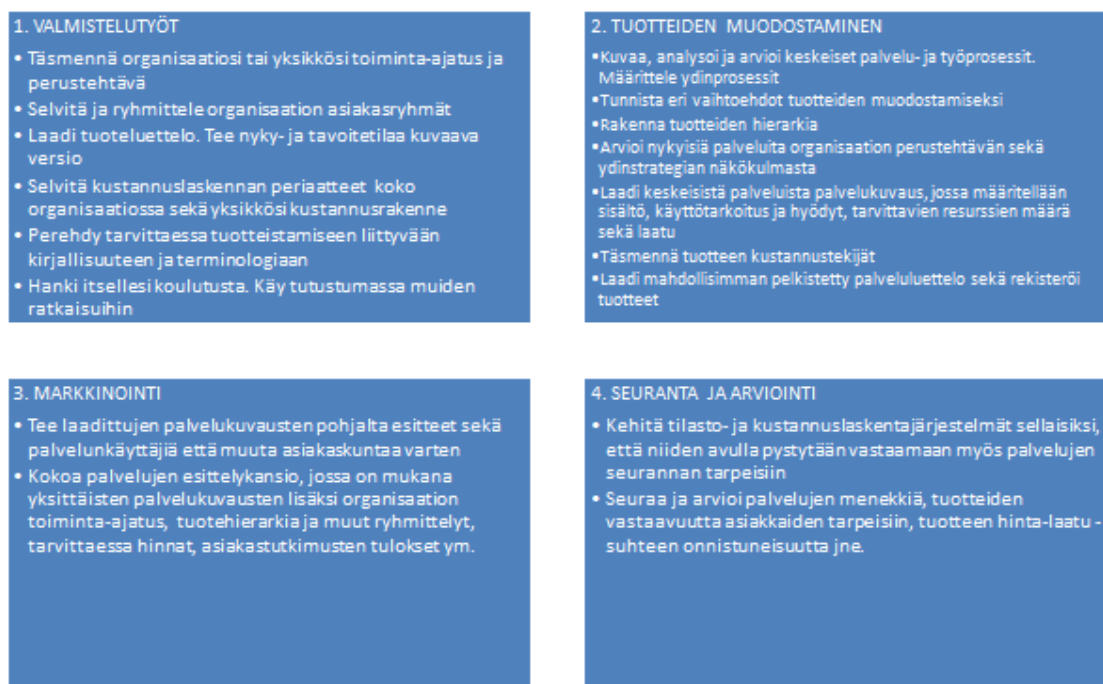 1. VALMISTELUTYÖT
• Täsmennä organisaatiosi tai yksikkösi toiminta-ajatus ja
perustehtävä
• Selvitä ja ryhmittele organisaation asiakasryhmät
• Laadi tuoteluettelo. Tee nyky- ja tavoitetilaa kuvaava
versio
• Selvitä kustannuslaskennan periaatteet koko
organisaatiossa sekä yksikkösi kustannusrakenne
• Perehdy tarvittaessa tuotteistamiseen liittyvään
kirjallisuuteen ja terminologiaan
• Hanki itsellesi koulutusta. Käy tutustumassa muiden
ratkaisuihin
2. TUOTTEIDEN MUODOSTAMINEN
•Kuvaa, analysoi ja arvioi keskeiset palvelu- ja työprosessit.
Määrittele ydinprosessit
•Tunnista eri vaihtoehdot tuotteiden muodostamiseksi
•Rakenna tuotteiden hierarkia
•Arvioi nykyisiä palveluita organisaation perustehtävän sekä
ydinstrategian näkökulmasta
•Laadi keskeisistä palveluista palvelukuvaus, jossa määritellään
sisältö, käyttötarkoitus ja hyödyt, tarvittavien resurssien määrä
sekä laatu
•Täsmennä tuotteen kustannustekijät
•Laadi mahdollisimman pelkistetty palveluluettelo sekä rekisteröi
tuotteet
3. MARKKINOINTI
• Tee laadittujen palvelukuvausten pohjalta esitteet sekä
palvelunkäyttäjiä että muuta asiakaskuntaa varten
• Kokoa palvelujen esittelykansio, jossa on mukana
yksittäisten palvelukuvausten lisäksi organisaation
toiminta-ajatus, tuotehierarkia ja muut ryhmittelyt,
tarvittaessa hinnat, asiakastutkimusten tulokset ym.
4. SEURANTA JA ARVIOINTI
• Kehitä tilasto- ja kustannuslaskentajärjestelmät sellaisiksi,
että niiden avulla pystytään vastaamaan myös palvelujen
seurannan tarpeisiin
• Seuraa ja arvioi palvelujen menekkiä, tuotteiden
vastaavuutta asiakkaiden tarpeisiin, tuotteen hinta-laatu -
suhteen onnistuneisuutta jne.